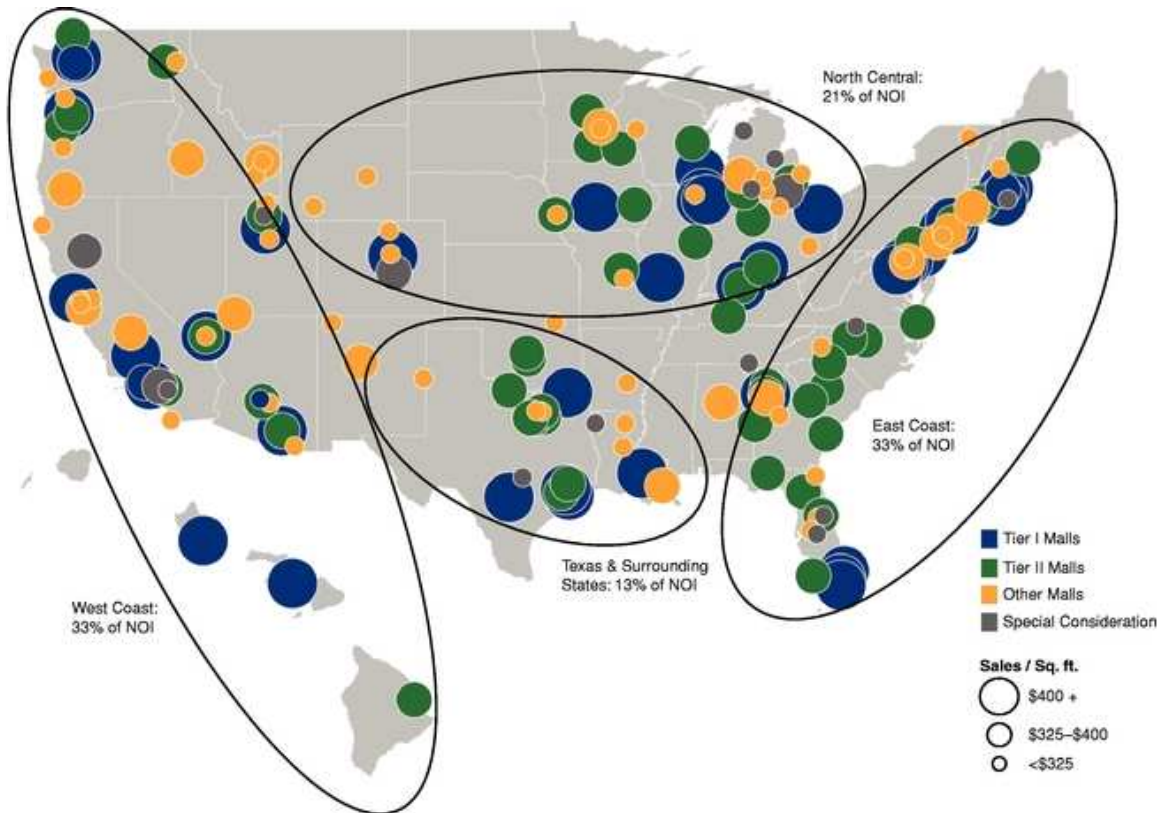 North Central:
21% of NOI
East Coast:
33% of NOI
Texas & Surrounding
States: 13% of NOI
West Coast:
33% of NOI
Tier I Malls
Tier II Malls
Other Malls
Special Consideration
Sales / Sq. ft.
$400 +
$325–$400
<$325